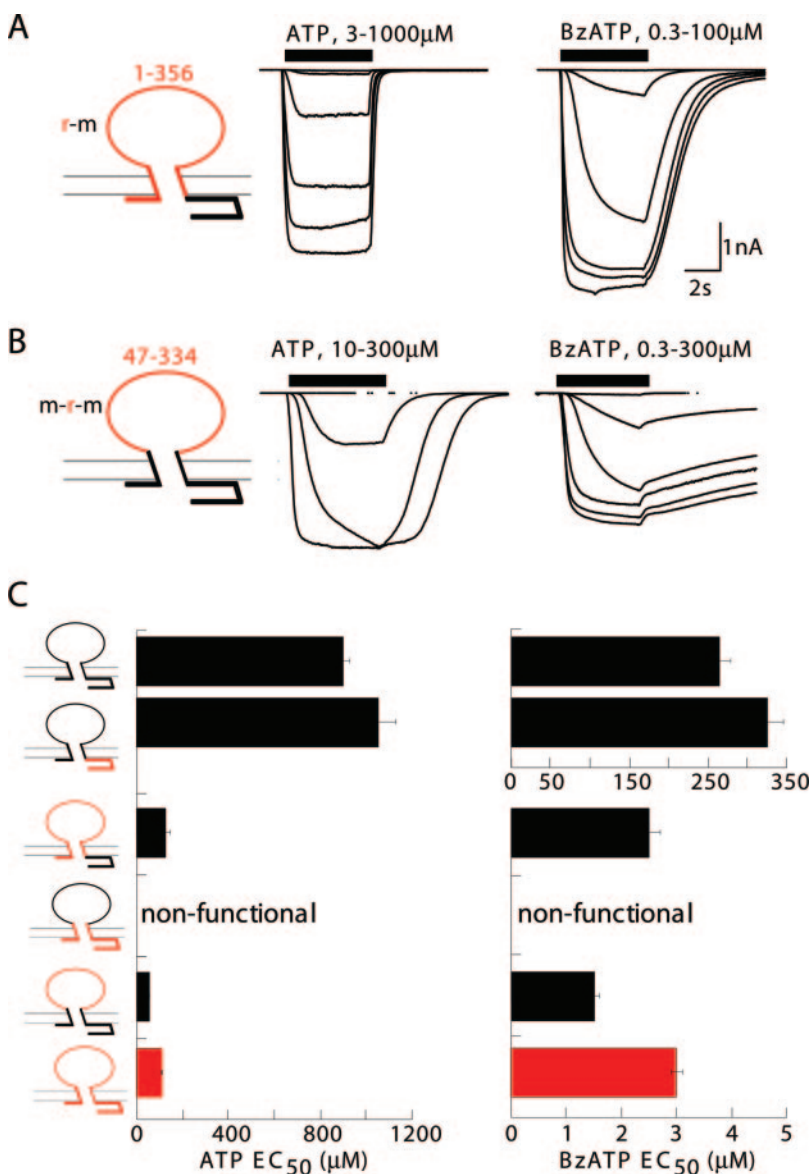 A
ATP, 3-1000µM
BzATP, 0.3-100µM
1-356
r-m
1nA
2s
B
ATP, 10-300µM
BzATP, 0.3-300µM
47-334
m-r-m
C
0 50 150 250 350
non-functional
non-functional
0 400 800 1200
0 1 2 3 4 5
ATP EC50 (µM)
BzATP EC50 (µM)